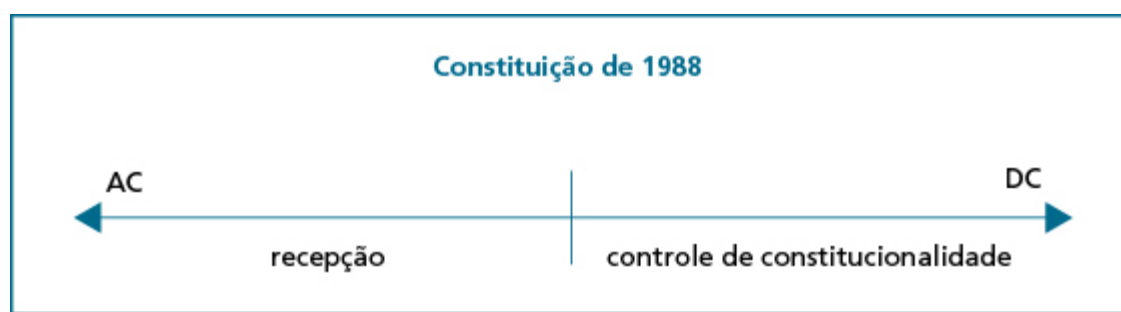 Constituição de 1988
AC DC
recepção controle de constitucionalidade